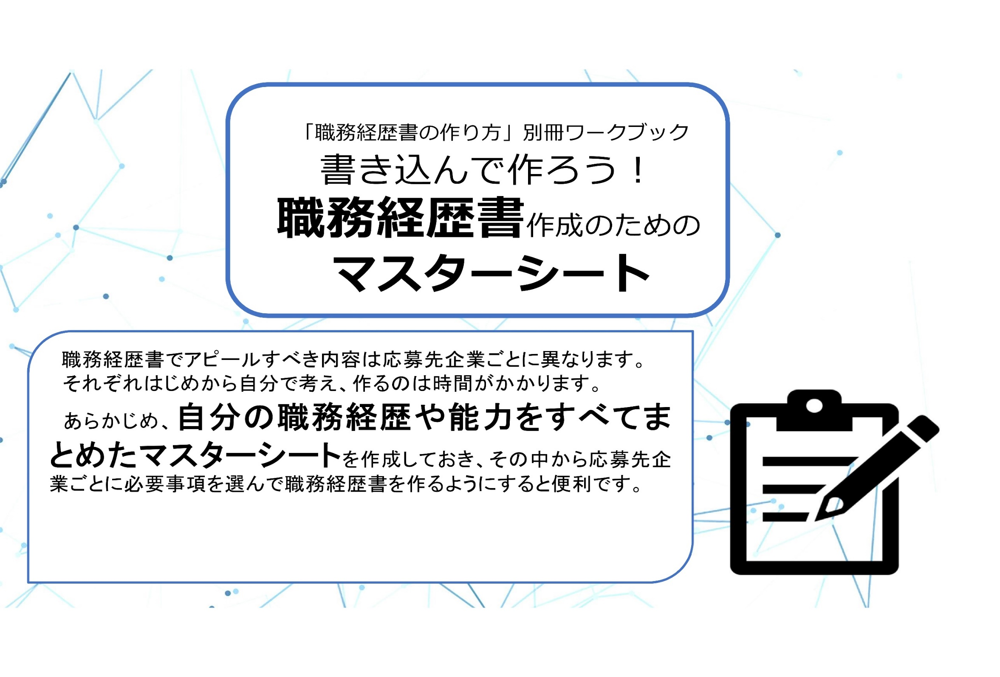 「職務経歴書の作り方」別冊ワークブック
書き込んで作ろう！
職務経歴書作成のための
マスターシート
職務経歴書でアピールすべき内容は応募先企業ごとに異なります。
それぞれはじめから自分で考え、作るのは時間がかかります。
あらかじめ、自分の職務経歴や能力をすべてま
とめたマスターシートを作成しておき、その中から応募先企
業ごとに必要事項を選んで職務経歴書を作るようにすると便利です。